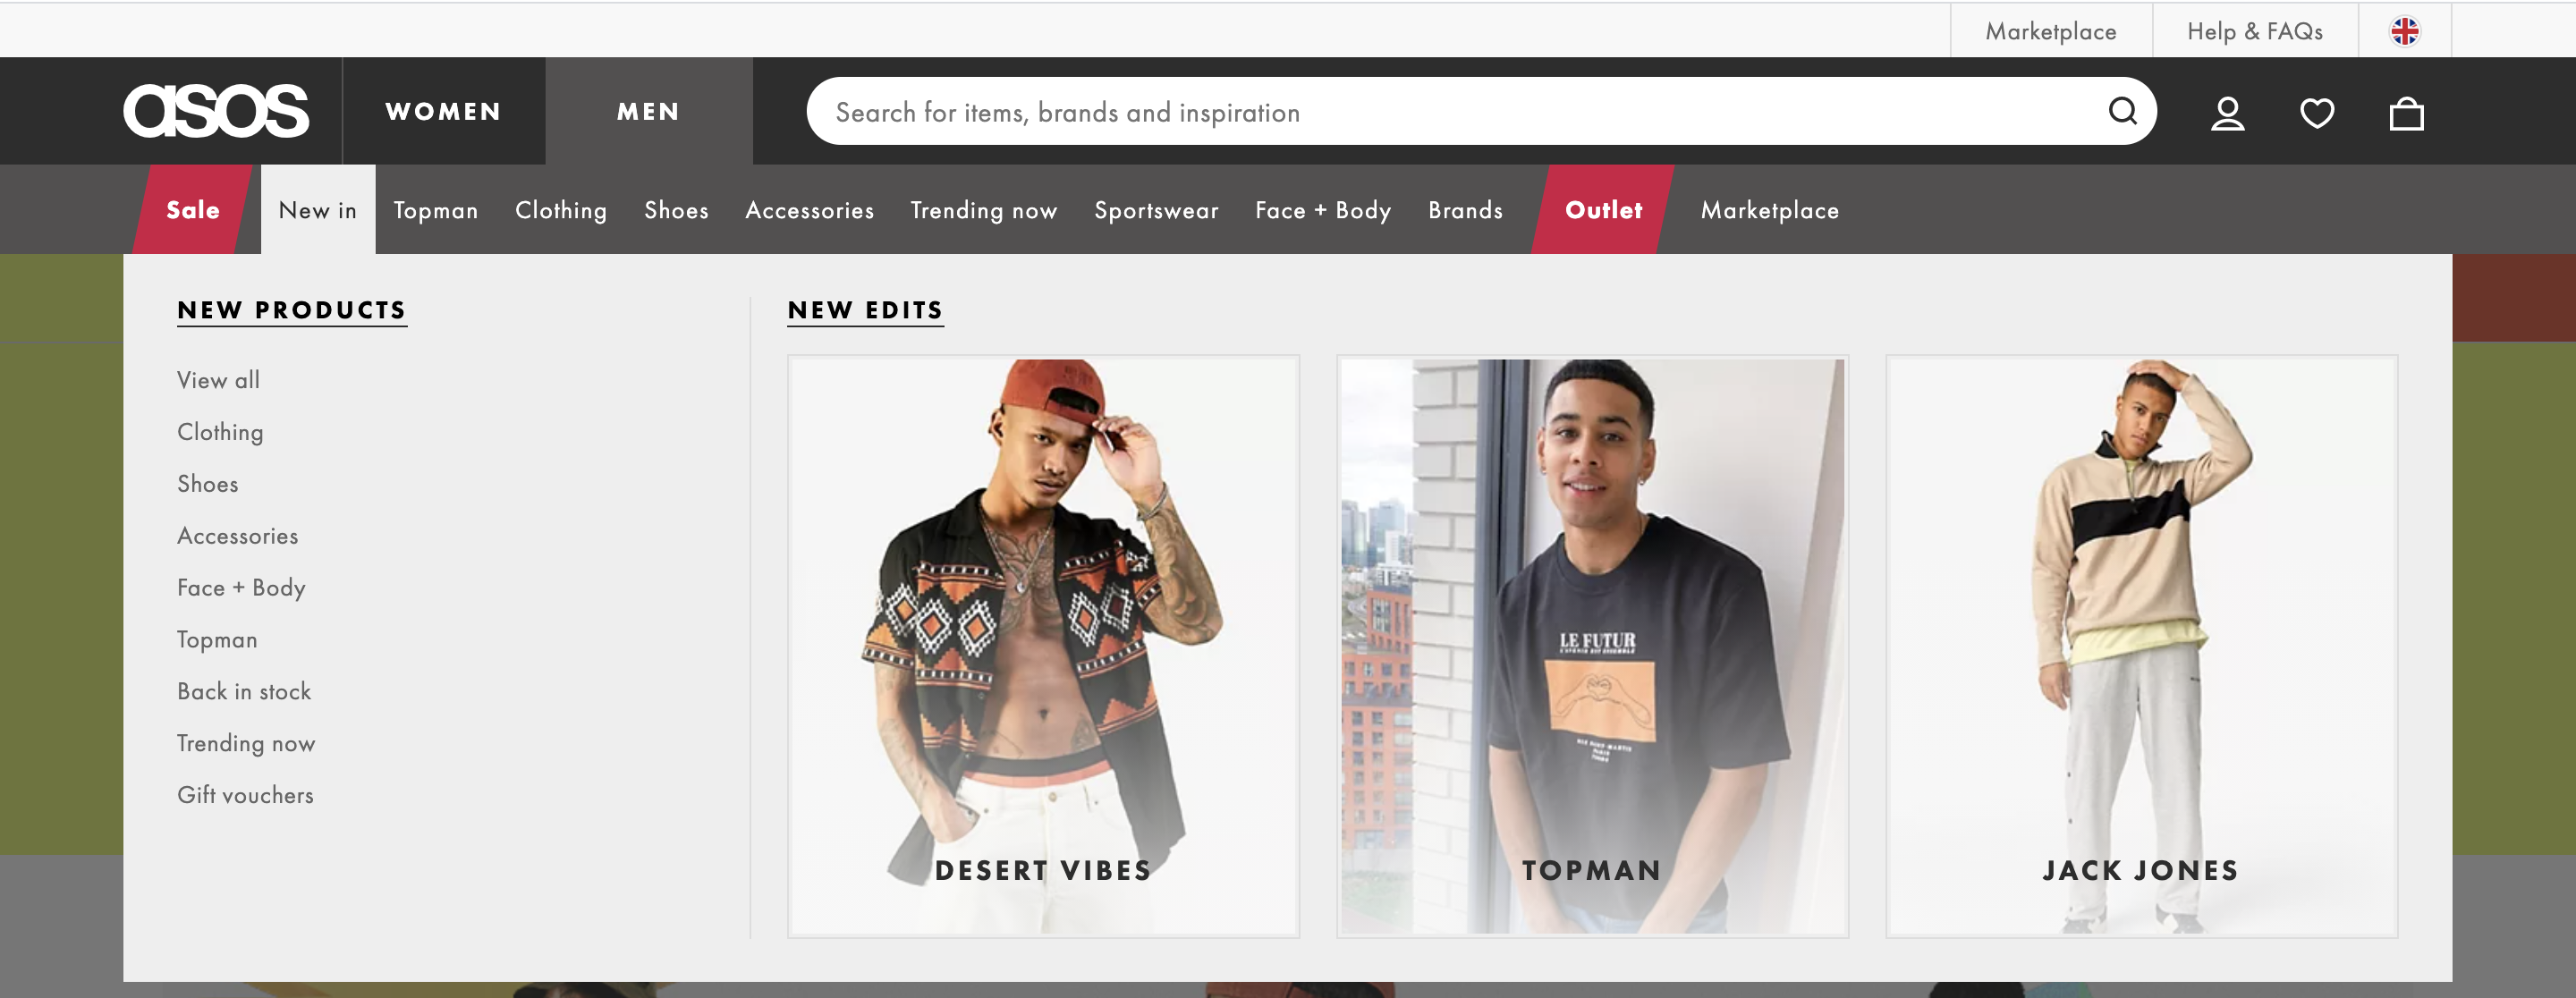 Marketplace
Help & FAQs
asos
WOMEN
MEN
Search for items, brands and inspiration
Sale
New in
Topman
Clothing
Shoes
Accessories
Trending now
Sportswear
Face + Body
Brands
Outlet
Marketplace
NEW PRODUCTS
View all
Clothing
Shoes
Accessories
Face + Body
Topman
Back in stock
Trending now
Gift vouchers
NEW EDITS
DESERT VIBES
LE FUTUR
TOPMAN
JACK JONES